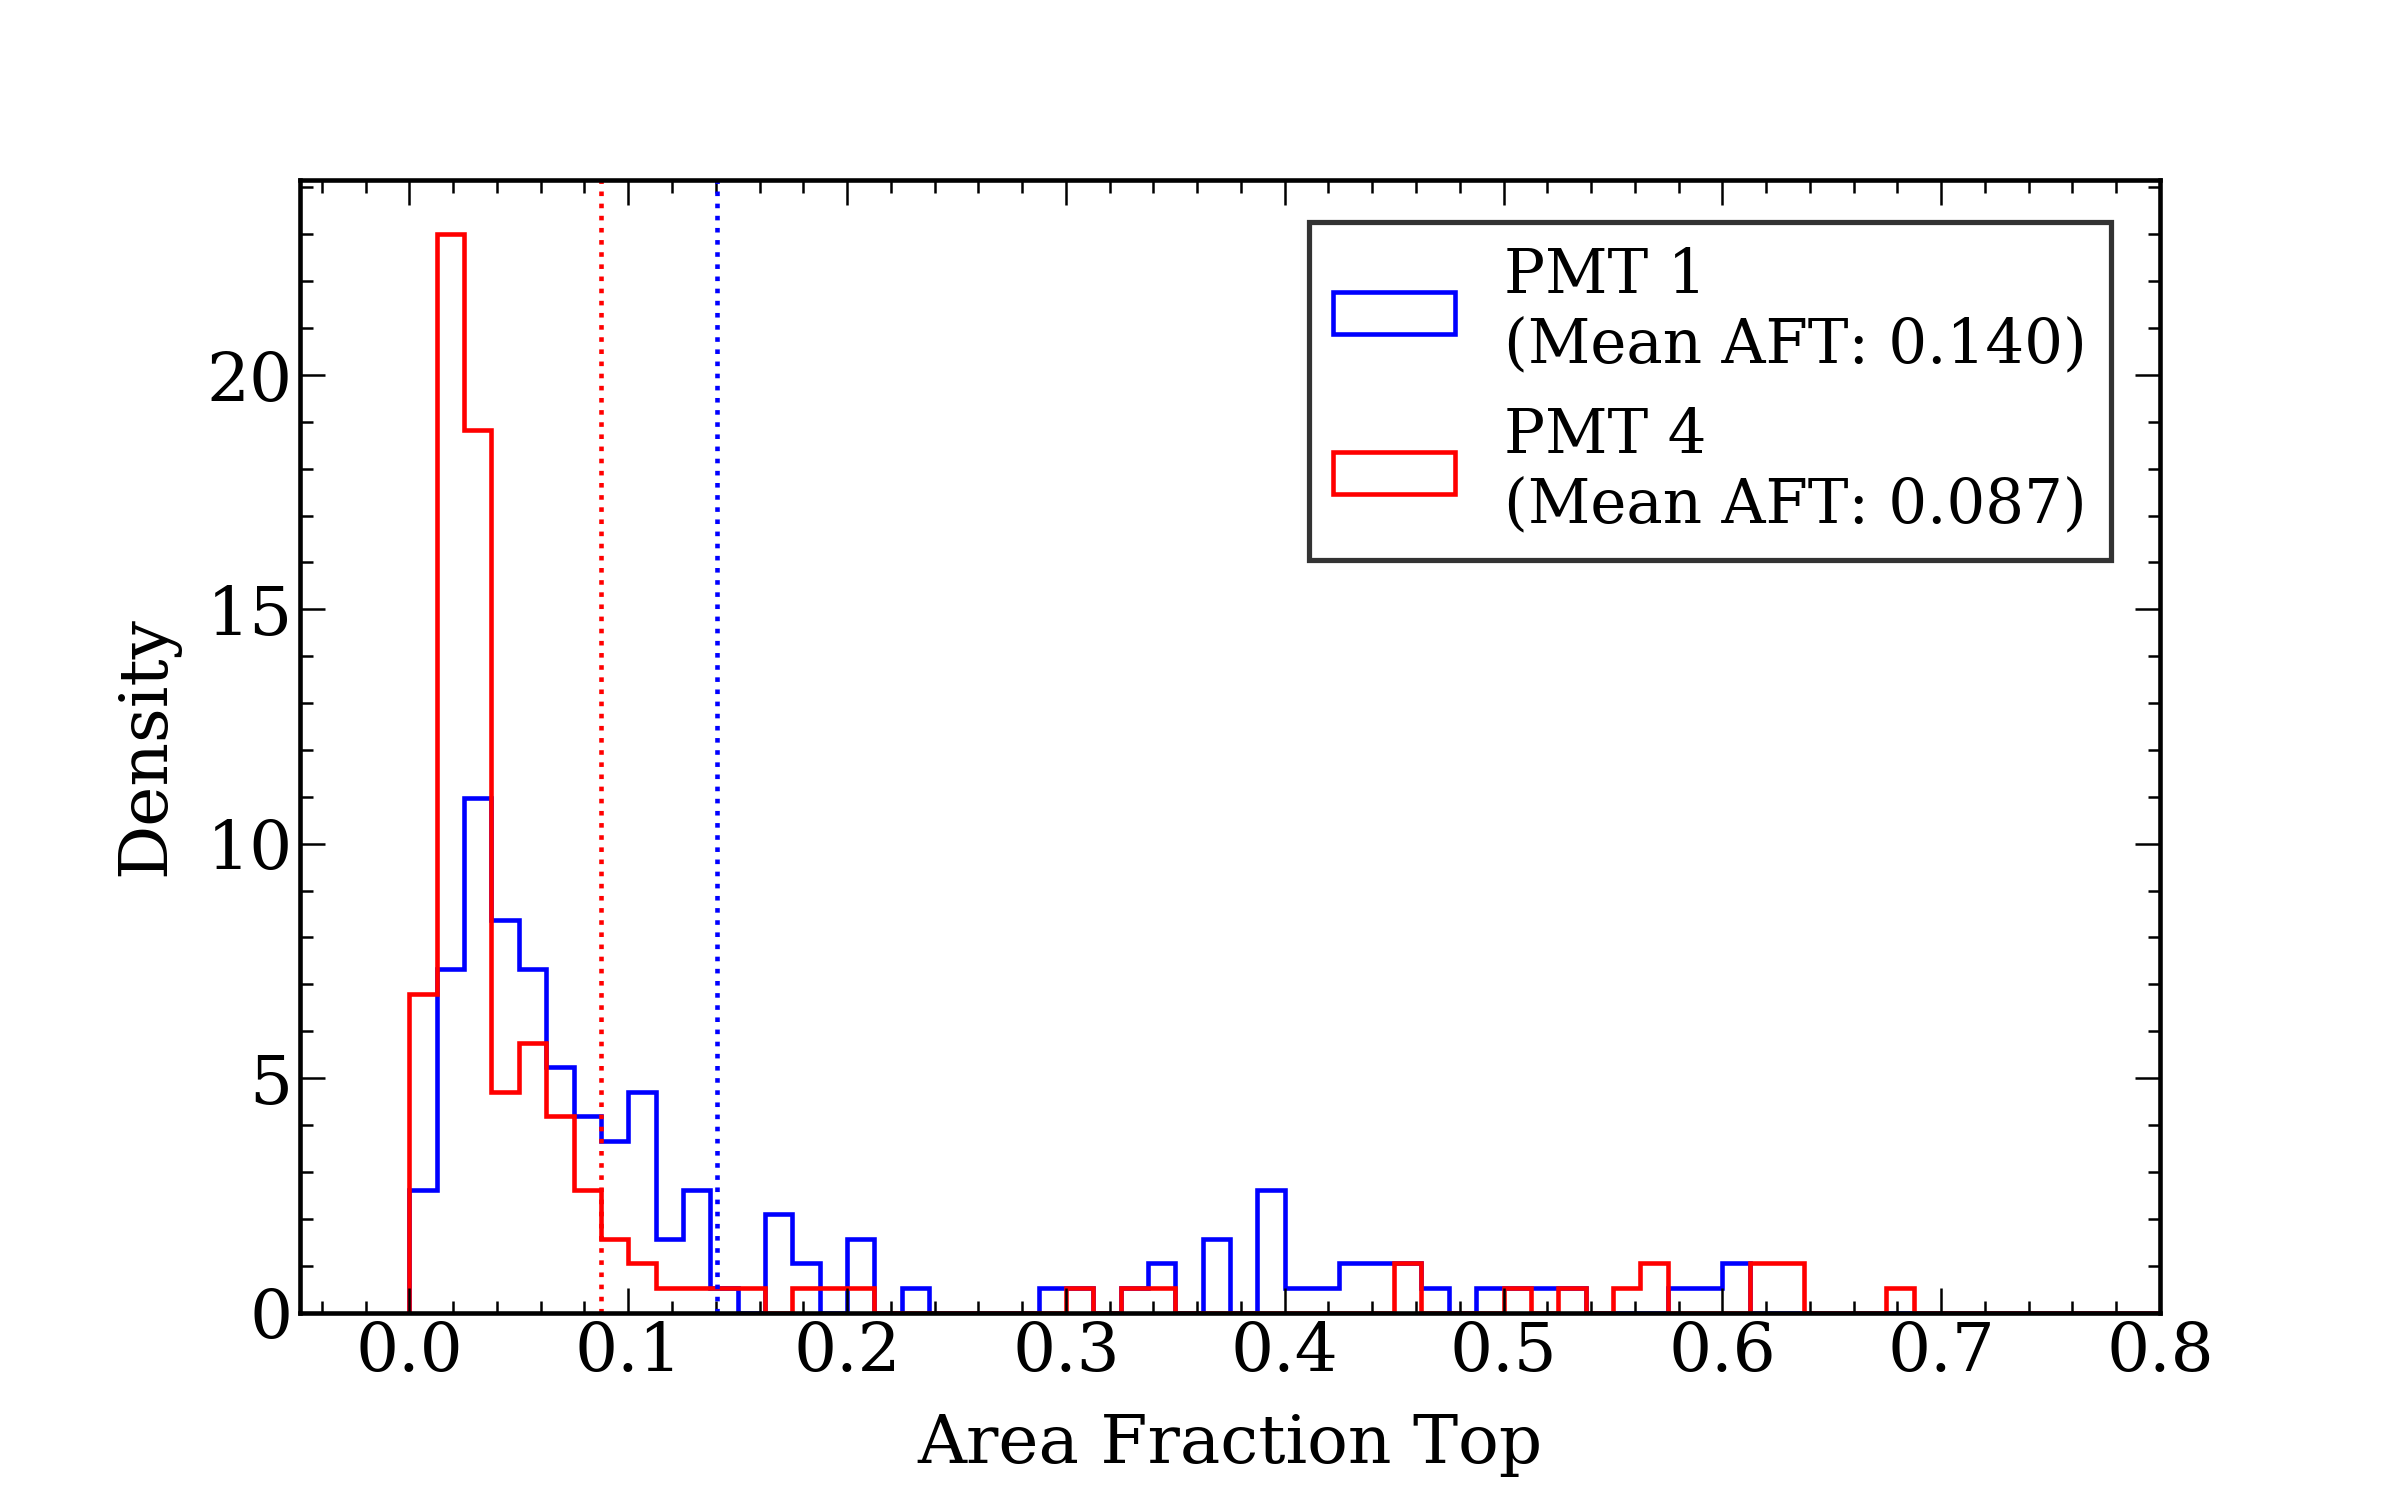 PMT 1
(Mean AFT: 0.140)
PMT 4
(Mean AFT: 0.087)
Density
20
15
10
5
0
0.0 0.1 0.2 0.3 0.4 0.5 0.6 0.7 0.8
Area Fraction Top